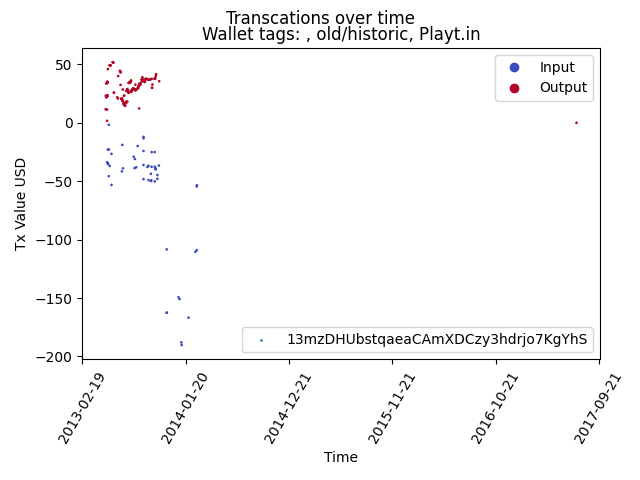 Transcations over time
Wallet tags: , old/historic, Playt.in
Input
Output
50
0
−50
−100
−150
−200
Tx Value USD
13mzDHUbstqaeaCAmXDCzy3hdrjo7KgYhS
2013-02-19
2014-01-20
2014-12-21
2015-11-21
2016-10-21
2017-09-21
Time